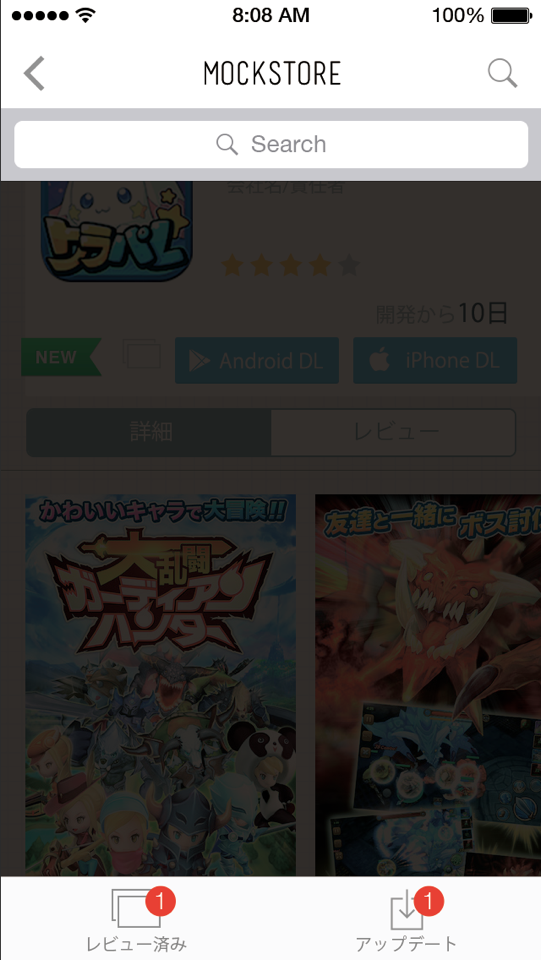 8:08 AM
100%
MOCKSTORE
Search
トラパレ
会社名/責任者
開発から10日
NEW
Android DL
iPhone DL
詳細
レビュー
かわいいキャラで大冒険!!
友達と一緒に ボス討伐
大乱闘
ガーディアン
ハンター
1
レビュー済み
1
アップデート